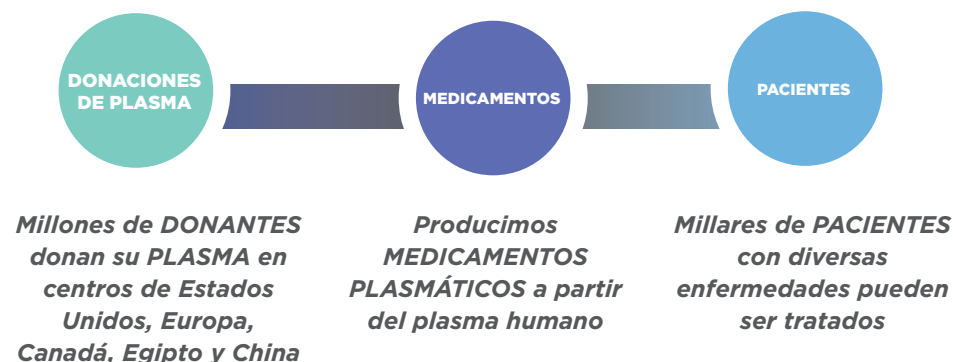 DONACIONES
DE PLASMA
MEDICAMENTOS
PACIENTES
Millones de DONANTES
donan su PLASMA en
centros de Estados
Unidos, Europa,
Canadá, Egipto y China
Producimos
MEDICAMENTOS
PLASMÁTICOS a partir
del plasma humano
Millares de PACIENTES
con diversas
enfermedades pueden
ser tratados